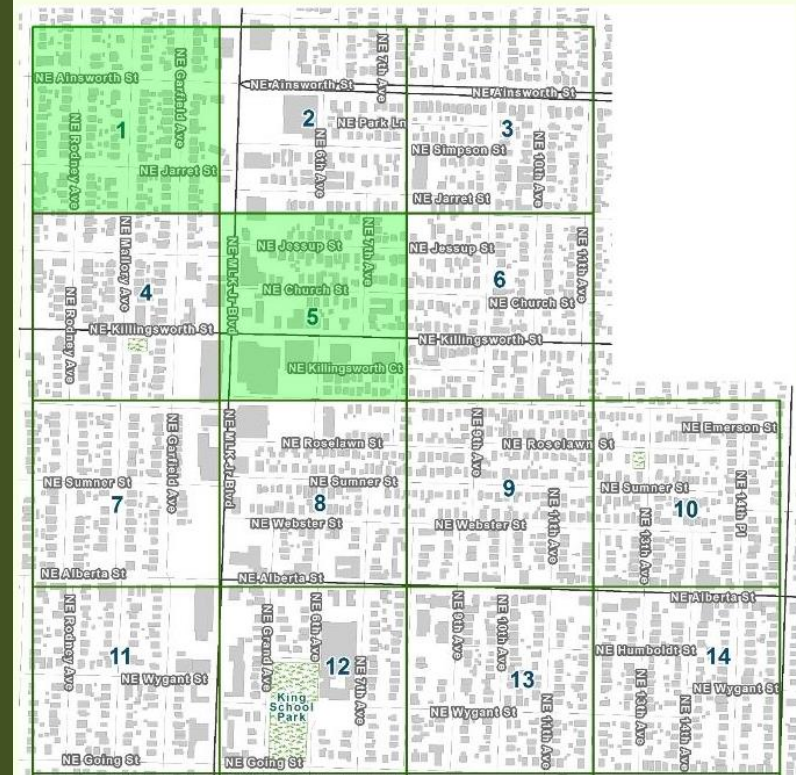 NE Ainsworth St
NE Garfield Ave
1
NE Rodney Ave
NE Jarret St
NE 7th Ave
NE Ainsworth St
2
NE Park Ln
NE 6th Ave
NE Ainsworth St
3
NE Simpson St
NE 10th Ave
NE Jarret St
NE Mallory Ave
4
NE Rodney Ave
NE Killingsworth St
NE-MLK-Jr-Blvd
NE Jessup St
NE 7th Ave
NE Church St
5
NE Killingsworth Ct
NE Jessup St
NE 11th Ave
6
NE Church St
NE Killingsworth St
NE Garfield Ave
NE Sumner St
7
NE Alberta St
NE-MLK-Jr-Blvd
NE Roselawn St
NE Sumner St
8
NE Webster St
NE Alberta St
NE 9th Ave
NE Roselawn St
9
NE 11th Ave
NE Webster St
NE Emerson St
NE Sumner St
NE 14th Pl
10
NE 13th Ave
NE Rodney Ave
11
NE Wygant St
NE Going St
NE Grand Ave
NE 6th Ave
12
NE 7th Ave
King
School
Park
NE Going St
NE 9th Ave
NE 10th Ave
13
NE Wygant St
NE 11th Ave
NE Alberta St
NE Humboldt St
14
NE Wygant St
NE 13th Ave
NE 14th Ave